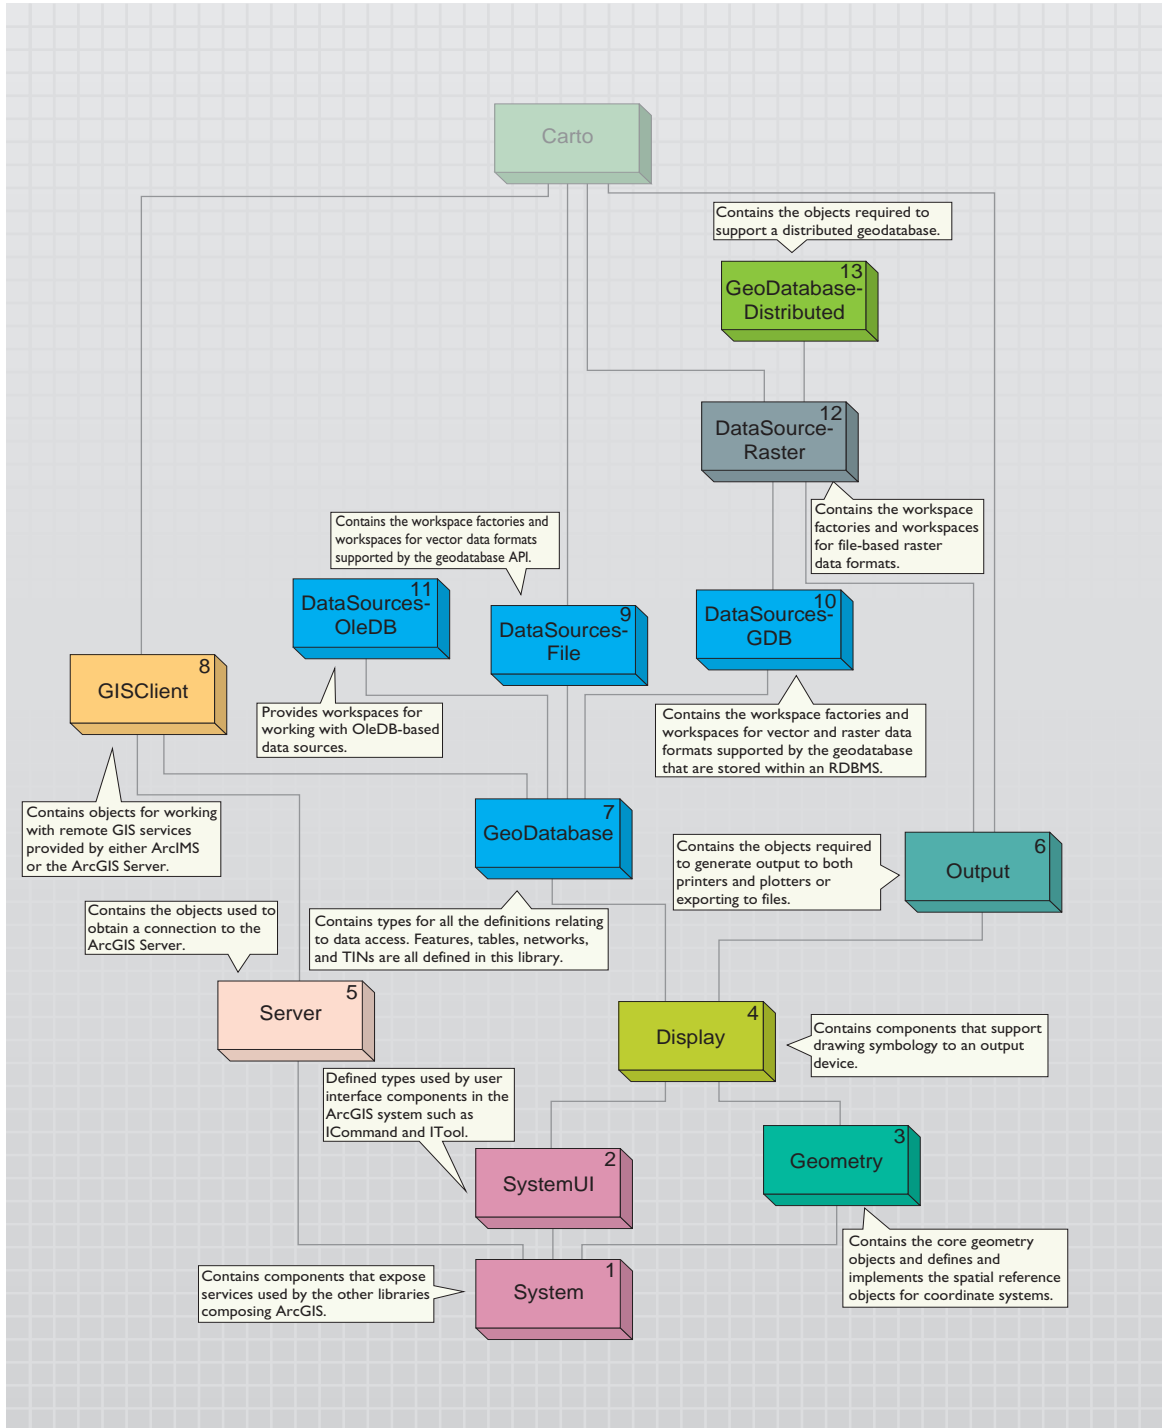 Carto
Contains the objects required to
support a distributed geodatabase.
13
GeoDatabase-
Distributed
12
DataSource-
Raster
Contains the workspace
factories and workspaces
for file-based raster
data formats.
Contains the workspace factories and
workspaces for vector data formats
supported by the geodatabase API.
11
DataSources-
OleDB
9
DataSources-
File
10
DataSources-
GDB
8
GISClient
Provides workspaces for
working with OleDB-based
data sources.
Contains the workspace factories and
workspaces for vector and raster data
formats supported by the geodatabase
that are stored within an RDBMS.
Contains objects for working
with remote GIS services
provided by either ArcIMS
or the ArcGIS Server.
7
GeoDatabase
Contains the objects required
to generate output to both
printers and plotters or
exporting to files.
6
Output
Contains the objects used to
obtain a connection to the
ArcGIS Server.
Contains types for all the definitions relating
to data access. Features, tables, networks,
and TINs are all defined in this library.
5
Server
4
Display
Contains components that support
drawing symbology to an output
device.
Defined types used by user
interface components in the
ArcGIS system such as
ICommand and ITool.
2
SystemUI
3
Geometry
Contains the core geometry
objects and defines and
implements the spatial reference
objects for coordinate systems.
Contains components that expose
services used by the other libraries
composing ArcGIS.
1
System